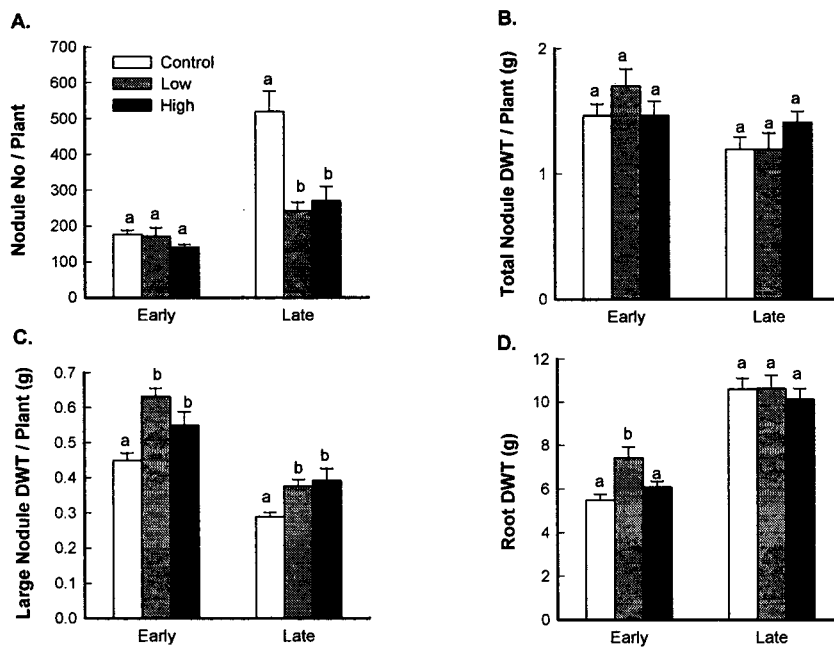 A.
Nodule No / Plant
700
600
500
400
300
200
100
0
Control
Low
High
a
a
a
a
b
b
Early
Late
B.
Total Nodule DWT / Plant (g)
2
1
0
a
a
a
a
a
a
Early
Late
C.
Large Nodule DWT / Plant (g)
0.7
0.6
0.5
0.4
0.3
0.2
0.1
0.0
a
b
b
a
b
b
Early
Late
D.
Root DWT (g)
12
10
8
6
4
2
0
a
b
a
a
a
a
Early
Late